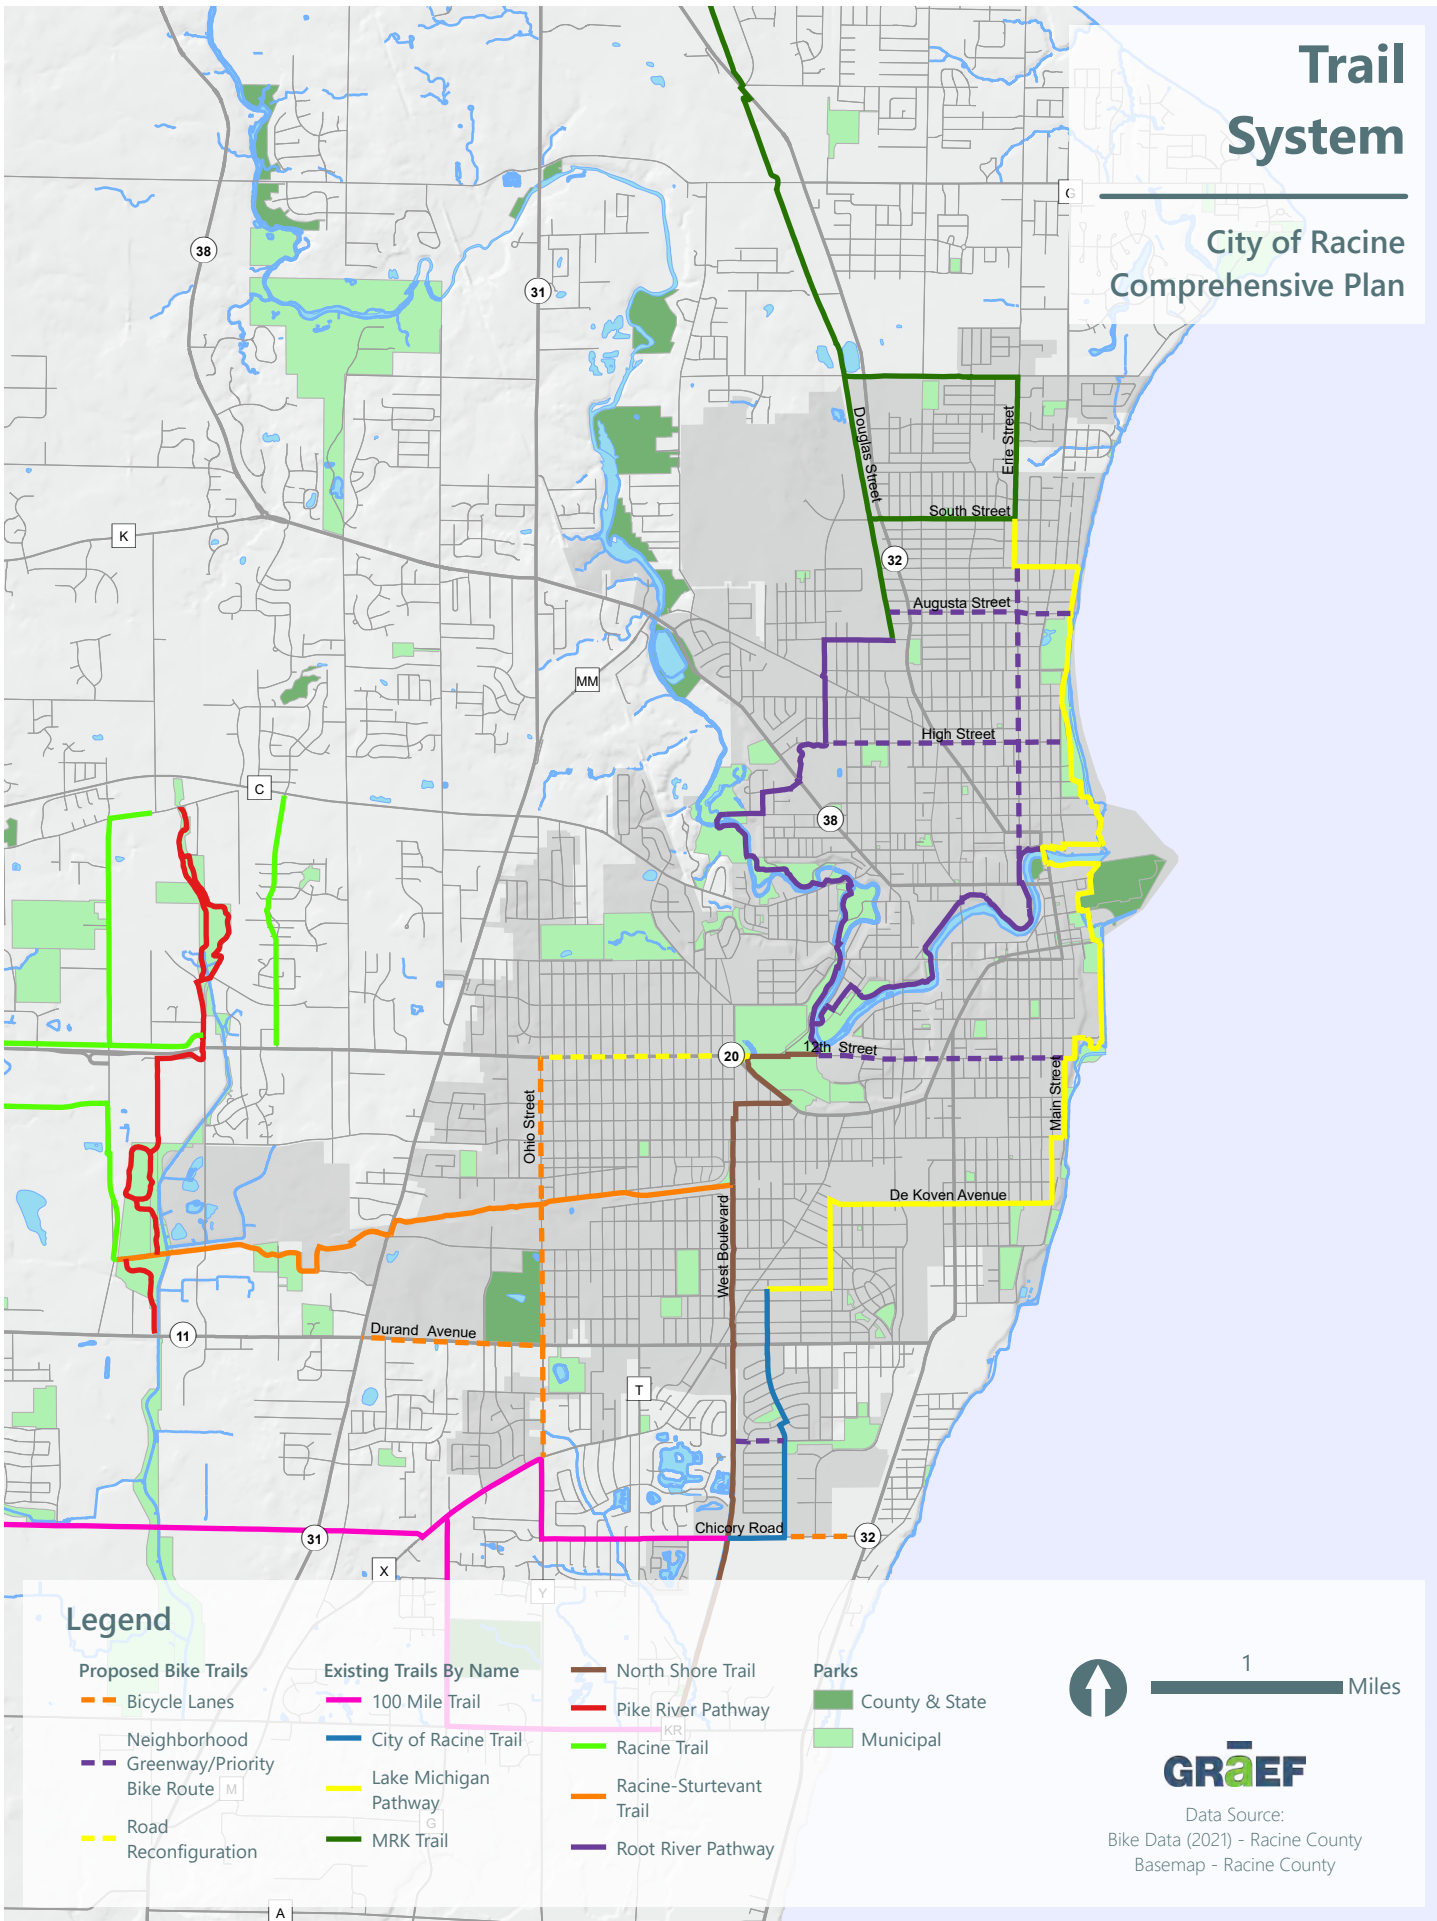 Trail
System
City of Racine
Comprehensive Plan
G
38
31
Douglas Street
Erie Street
South Street
K
32
Augusta Street
MM
High Street
C
38
20
12th Street
Ohio Street
Main Street
De Koven Avenue
West Boulevard
Durand Avenue
11
T
Chicory Road
31
32
X
Y
Legend
Proposed Bike Trails
Bicycle Lanes
Neighborhood
Greenway/Priority
Bike Route
M
Road
Reconfiguration
Existing Trails By Name
100 Mile Trail
City of Racine Trail
Lake Michigan
Pathway
G
MRK Trail
North Shore Trail
Pike River Pathway
KR
Racine Trail
Racine-Sturtevant
Trail
Root River Pathway
Parks
County & State
Municipal
1
Miles
GRaEF
Data Source:
Bike Data (2021) - Racine County
Basemap - Racine County
A